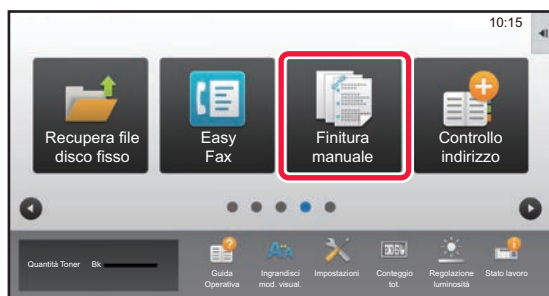 10:15
Recupera file
disco fisso
Easy
Fax
Finitura
manuale
Controllo
indirizzo
Quantità Toner Bk
Guida
Operativa
Ingrandisci
mod. visual.
Impostazioni
Conteggio
tot.
Regolazione
luminosità
Stato lavoro